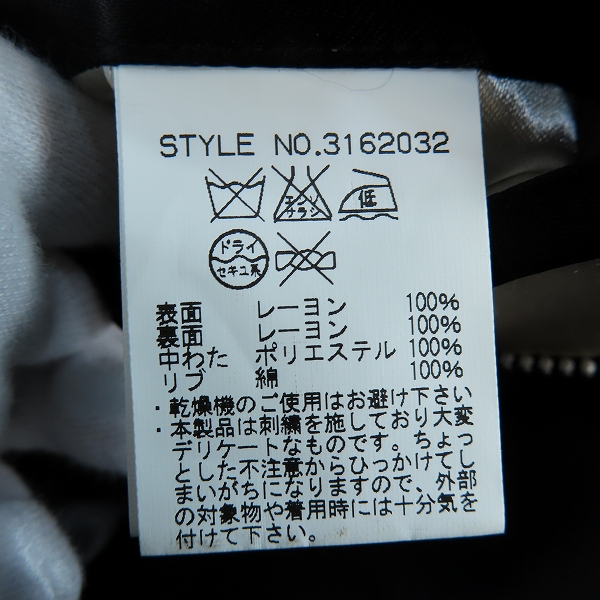 STYLE NO.3162032
エンソ
サラシ
低
ドライ
セキユ系
表面 レーヨン 100%
裏面 レーヨン 100%
中わた ポリエステル 100%
リブ 綿 100%
・乾燥機のご使用はお避け下さい
・本製品は刺繍を施しており大変
デリケートなものです。ちょっ
とした不注意からひっかけてし
まいがちになりますので、外部
の対象物や着用時には十分気を
付けて下さい。